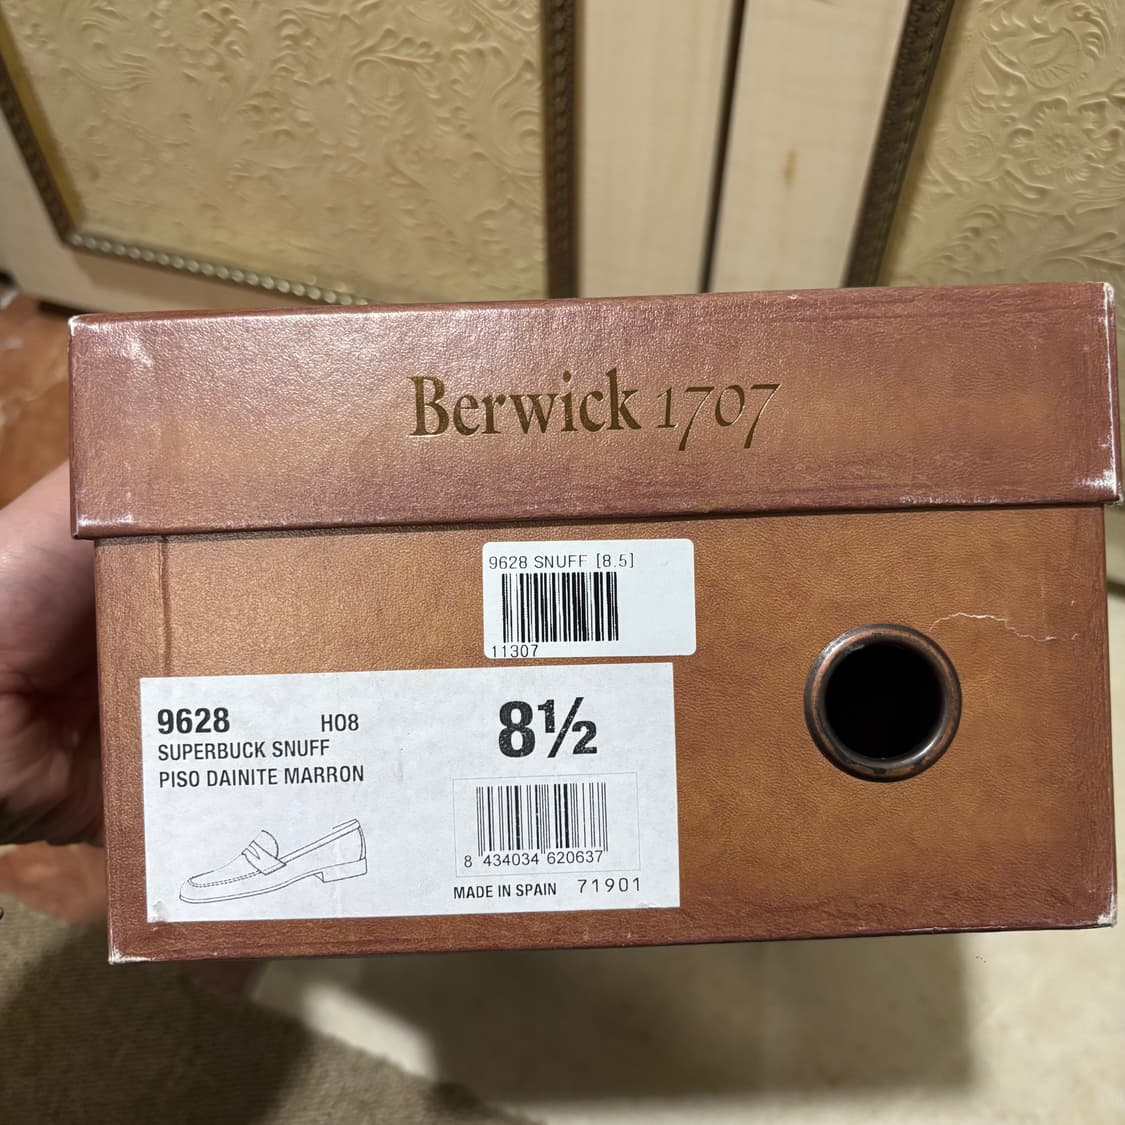 Berwick 1707
9628 SNUFF [8.5]
11307
9628 H08 8½
SUPERBUCK SNUFF
PISO DAINITE MARRON
8 434034 620637
MADE IN SPAIN 71901